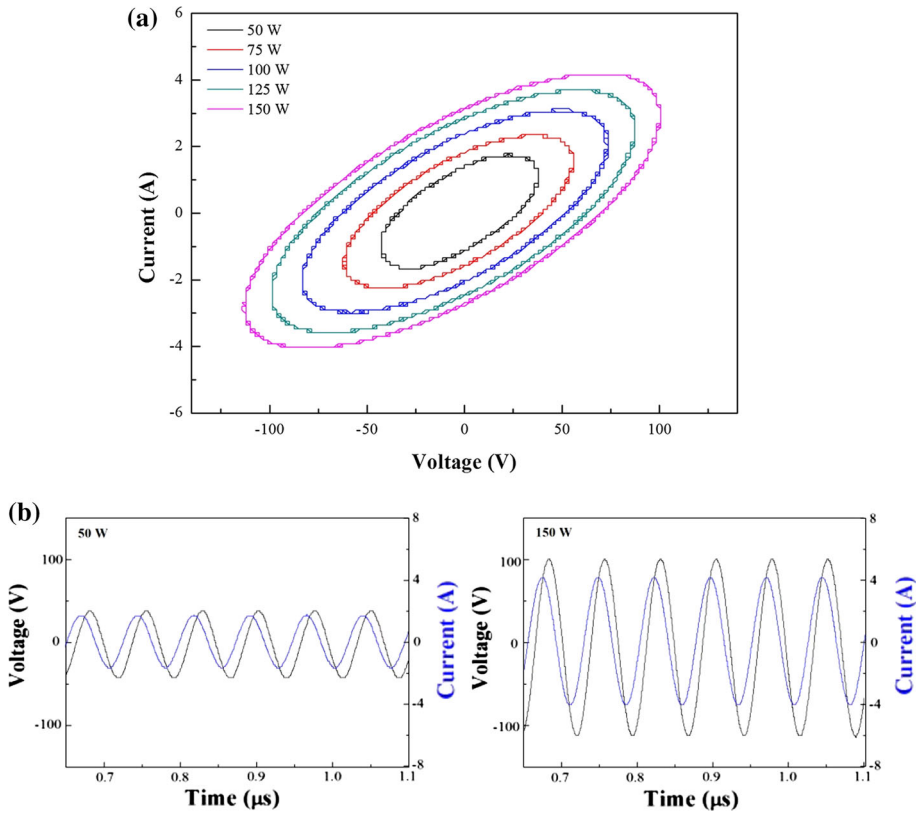 (a)
50 W
75 W
100 W
125 W
150 W
6
4
2
0
-2
-4
-6
Current (A)
-100
-50
0
50
100
Voltage (V)
(b)
50 W
100
0
-100
Voltage (V)
8
4
0
-4
-8
Current (A)
0.7
0.8
0.9
1.0
1.1
Time (μs)
150 W
100
0
-100
Voltage (V)
8
4
0
-4
-8
Current (A)
0.7
0.8
0.9
1.0
1.1
Time (μs)